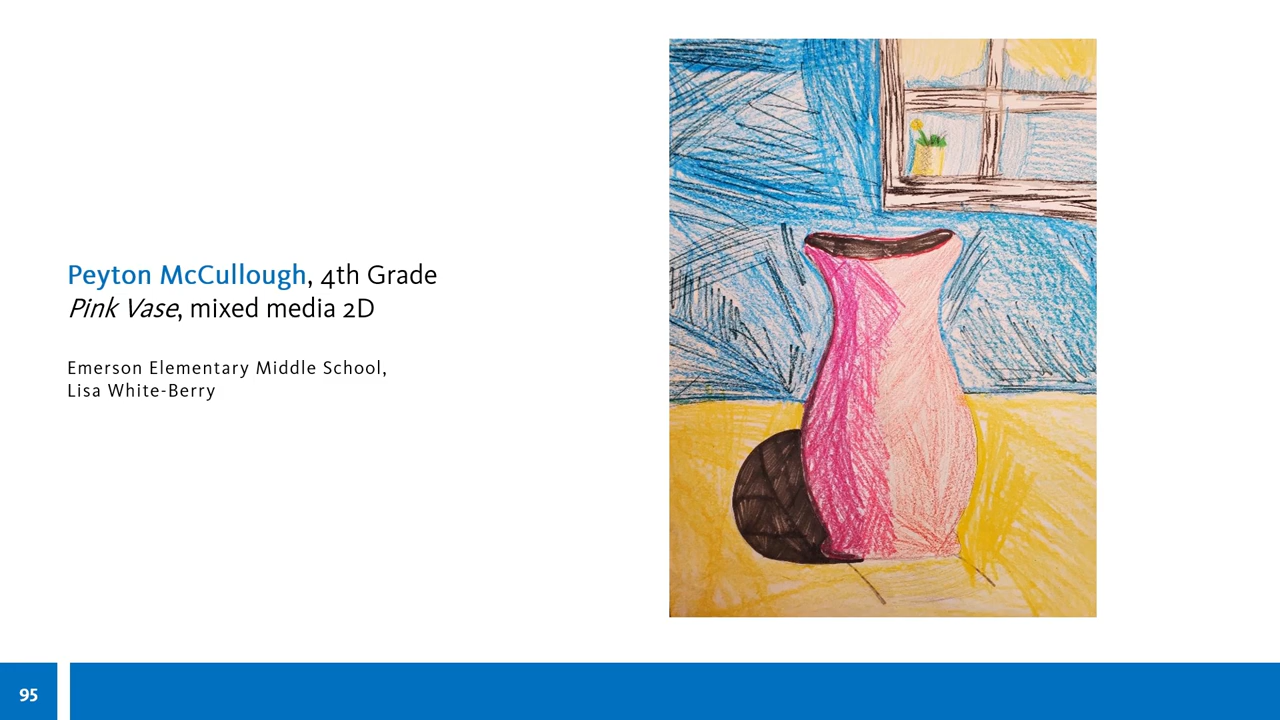 Peyton McCullough, 4th Grade
Pink Vase, mixed media 2D
Emerson Elementary Middle School,
Lisa White-Berry
95